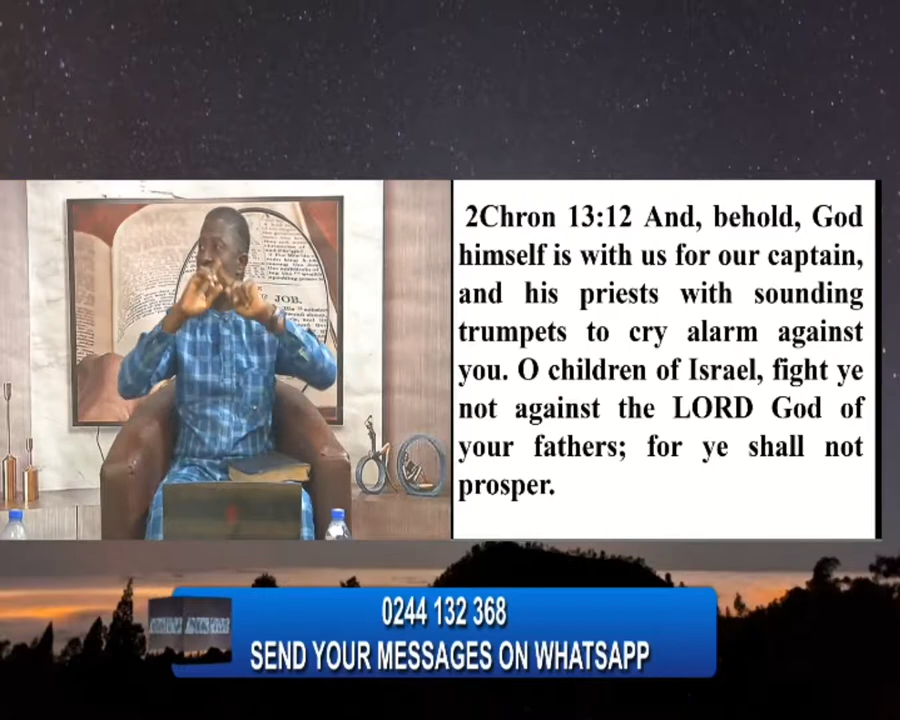 JOB.
2Chron 13:12 And, behold, God
himself is with us for our captain,
and his priests with sounding
trumpets to cry alarm against
you. O children of Israel, fight ye
not against the LORD God of
your fathers; for ye shall not
prosper.
0244 132 368
SEND YOUR MESSAGES ON WHATSAPP